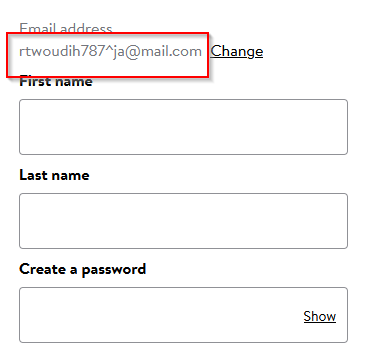 Email address
rtwoudih787^ja@mail.com Change
First name
Last name
Create a password
Show